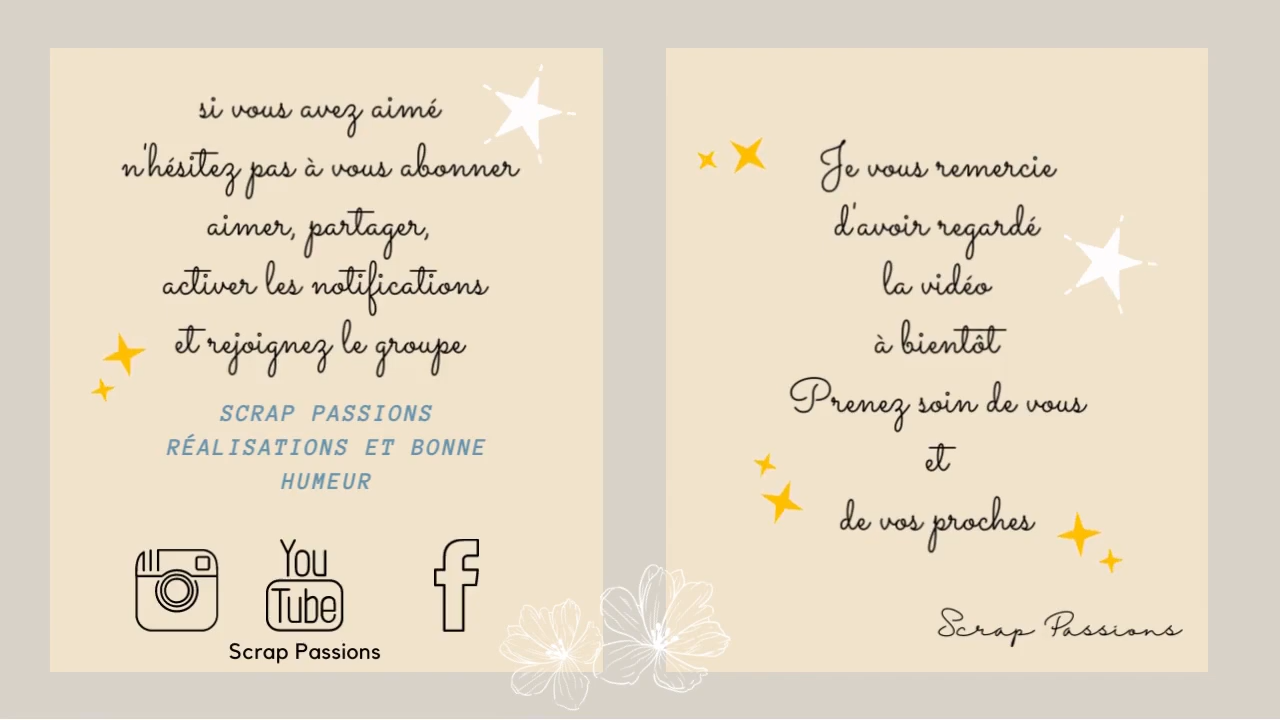 si vous avez aimé
n'hésitez pas à vous abonner
aimer, partager,
activer les notifications
et rejoignez le groupe
SCRAP PASSIONS
RÉALISATIONS ET BONNE
HUMEUR
You
Tube
Scrap Passions
Je vous remercie
d'avoir regardé
la vidéo
à bientôt
Prenez soin de vous
et
de vos proches
Scrap Passions